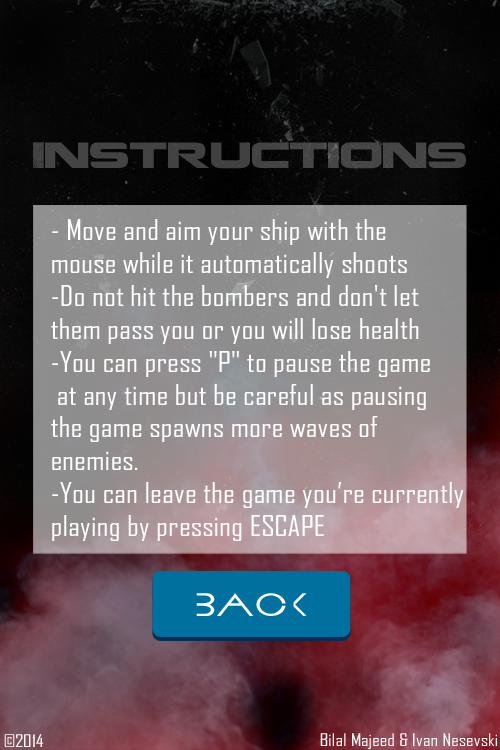 INSTRUCTIONS
- Move and aim your ship with the
mouse while it automatically shoots
-Do not hit the bombers and don't let
them pass you or you will lose health
-You can press "P" to pause the game
at any time but be careful as pausing
the game spawns more waves of
enemies.
-You can leave the game you’re currently
playing by pressing ESCAPE
BACK
©2014
Bilal Majeed & Ivan Nesevski